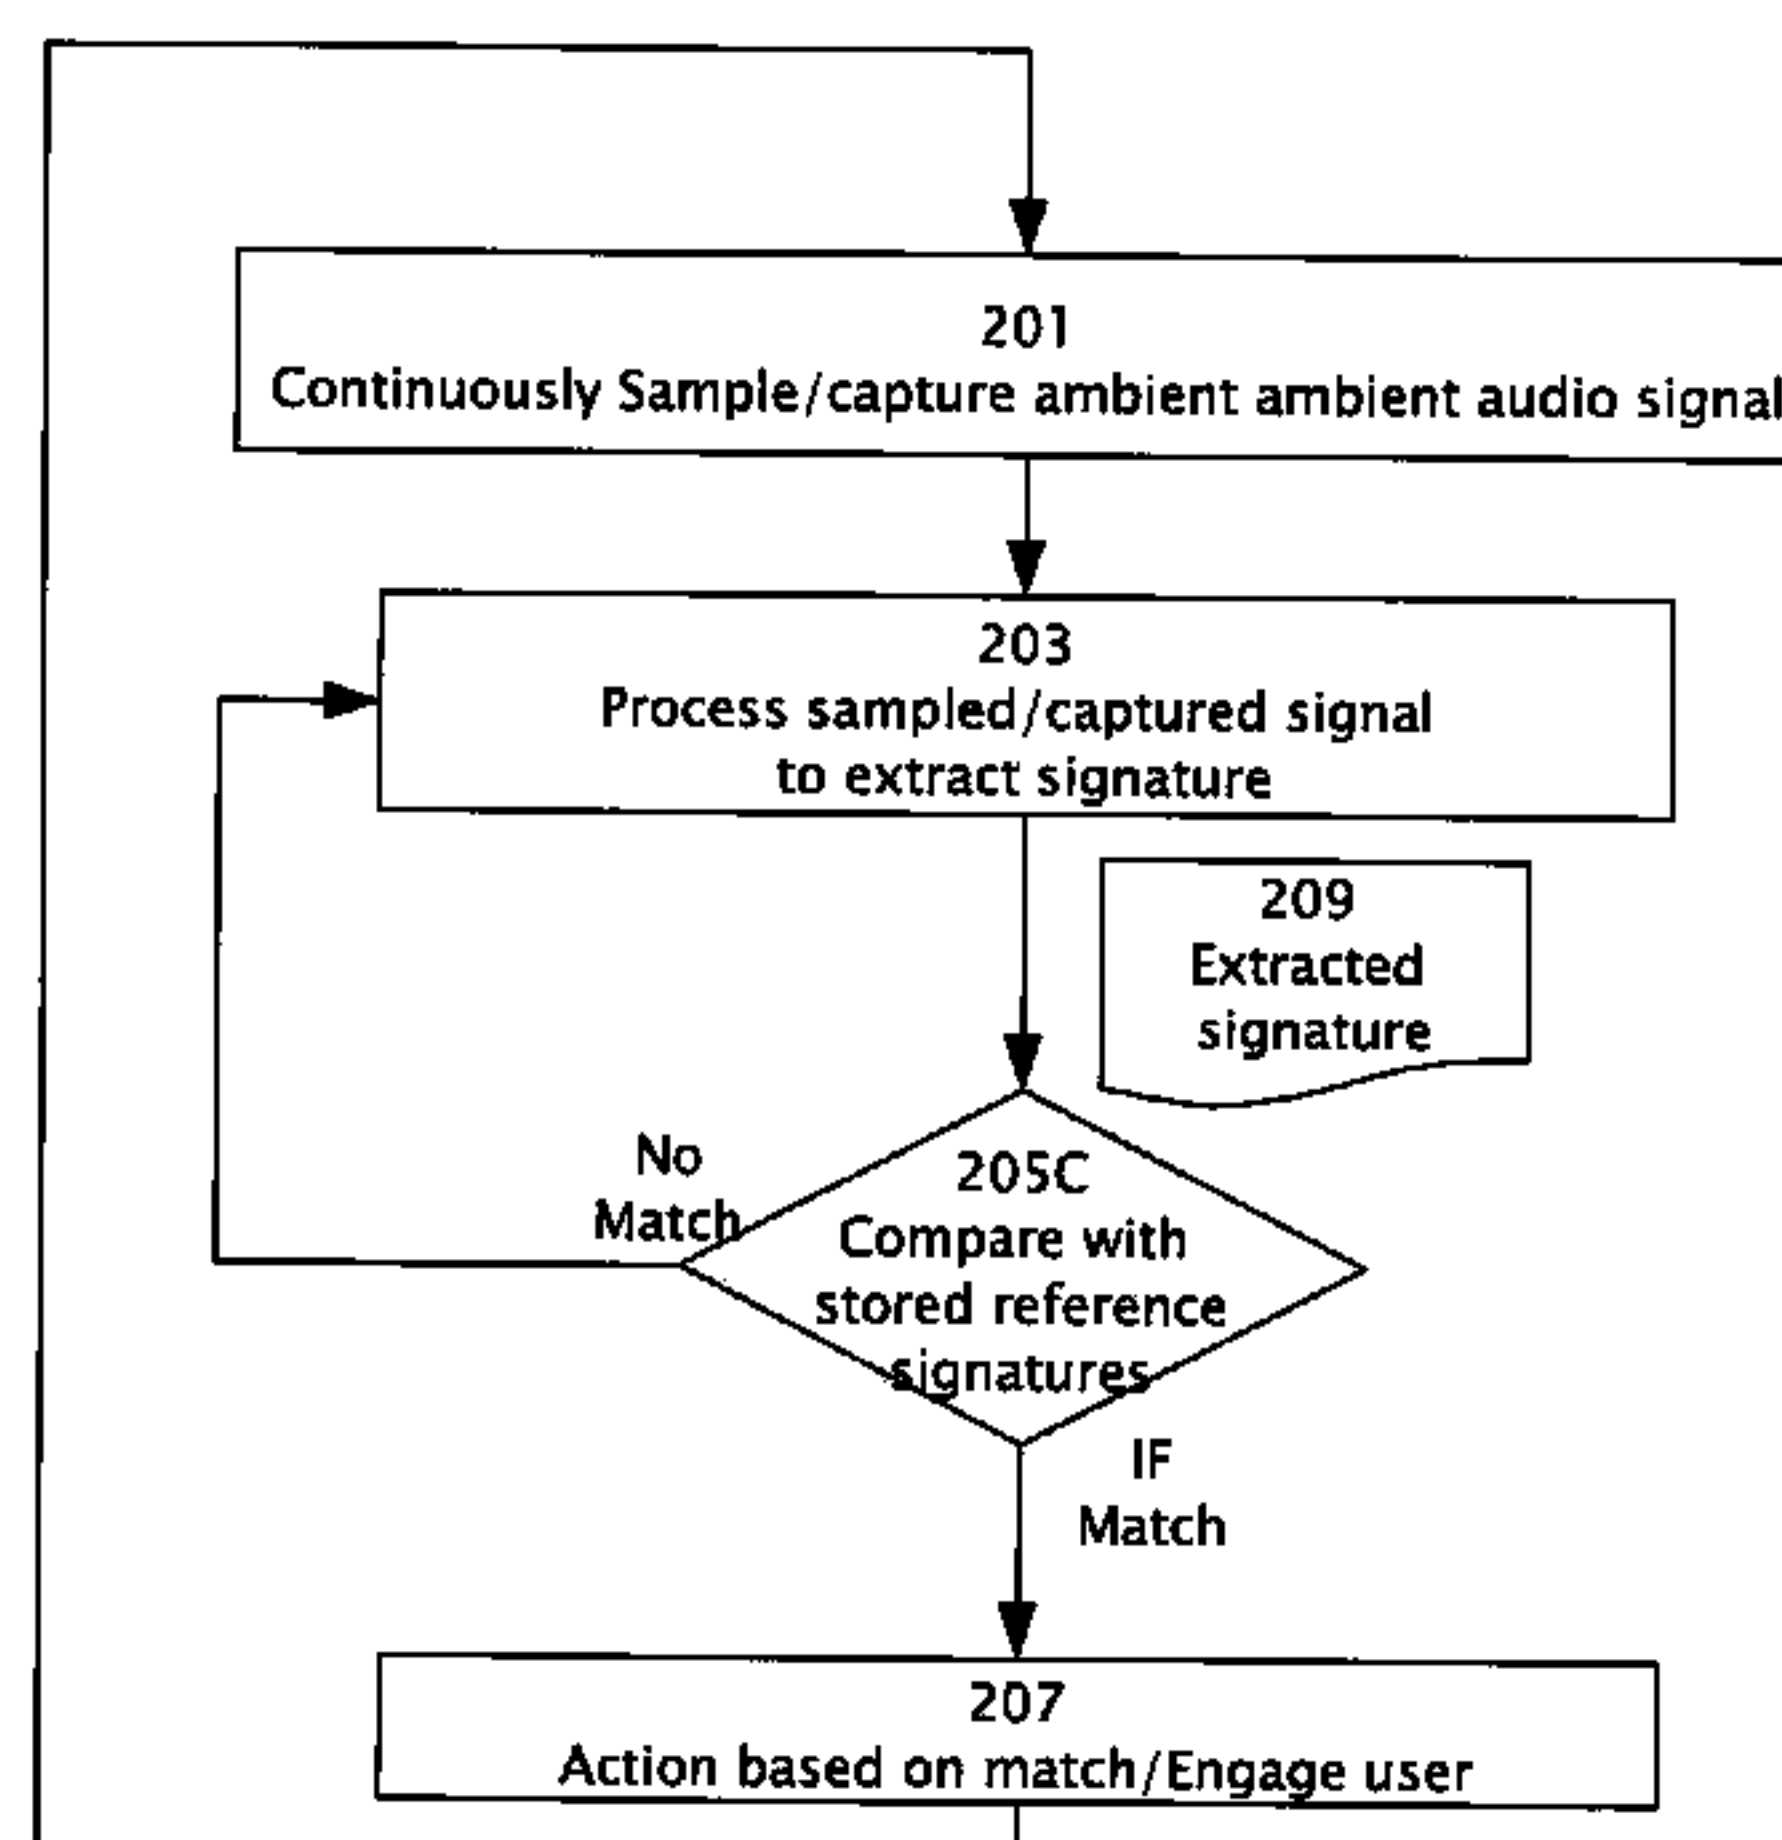 201
Continuously Sample/capture ambient ambient audio signal
203
Process sampled/captured signal
to extract signature
209
Extracted
signature
No
Match
205C
Compare with
stored reference
signatures
IF
Match
207
Action based on match/Engage user